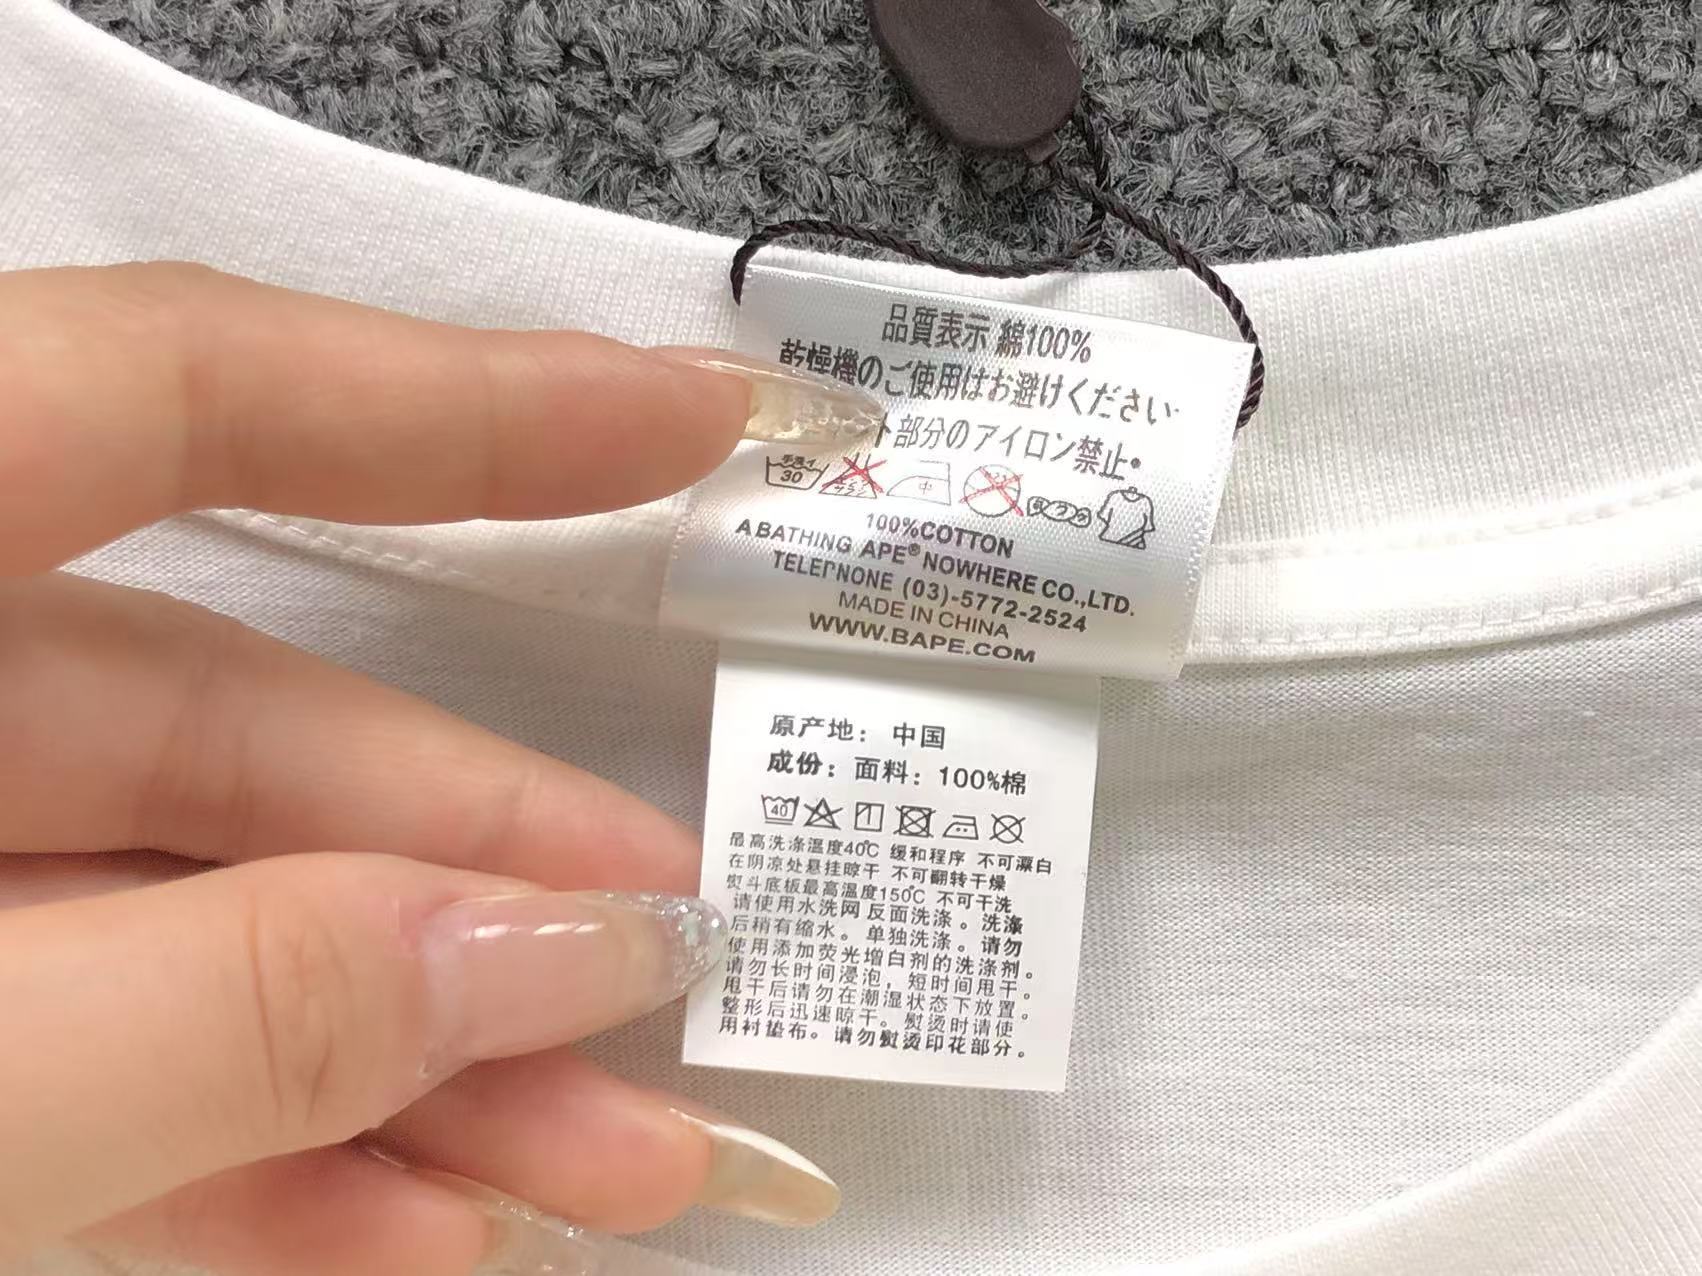 品質表示 綿100%
乾燥機のご使用はお避けください
ト部分のアイロン禁止。
手洗イ
30
中
100%COTTON
A BATHING APE® NOWHERE CO.,LTD.
TELEPNONE (03)-5772-2524
MADE IN CHINA
WWW.BAPE.COM
原产地：中国
成份：面料：100%棉
40
最高洗涤温度40℃ 缓和程序 不可漂白
在阴凉处悬挂晾干 不可翻转干燥
熨斗底板最高温度150℃ 不可干洗
请使用水洗网反面洗涤。洗涤
后稍有缩水。单独洗涤。请勿
使用添加荧光增白剂的洗涤剂。
请勿长时间浸泡，短时间甩干。
甩干后请勿在潮湿状态下放置。
整形后迅速晾干。熨烫时请使
用衬垫布。请勿熨烫印花部分。